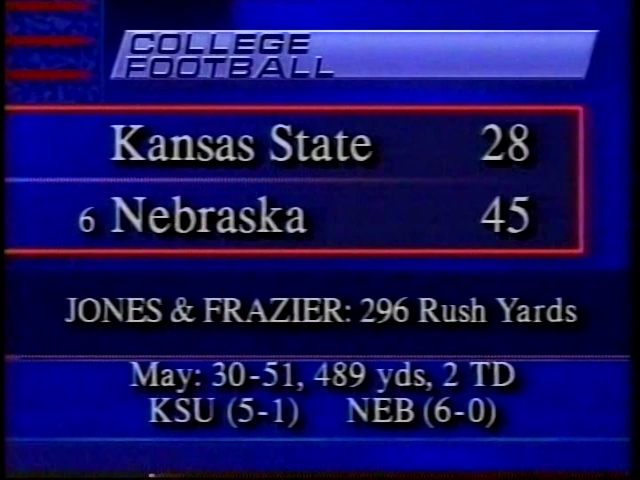 COLLEGE
FOOTBALL
Kansas State 28
6 Nebraska 45
JONES & FRAZIER: 296 Rush Yards
May: 30-51, 489 yds, 2 TD
KSU (5-1) NEB (6-0)